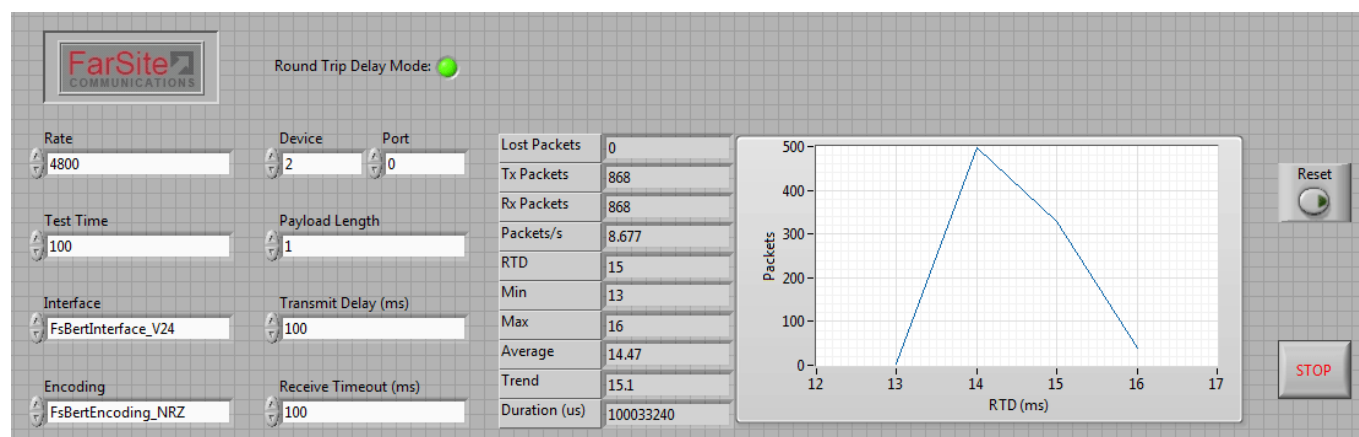 FarSite
COMMUNICATIONS
Round Trip Delay Mode:
Rate
4800
Device
2
Port
0
Test Time
100
Payload Length
1
Interface
FsBertInterface_V24
Transmit Delay (ms)
100
Encoding
FsBertEncoding_NRZ
Receive Timeout (ms)
100
Lost Packets 0
Tx Packets 868
Rx Packets 868
Packets/s 8.677
RTD 15
Min 13
Max 16
Average 14.47
Trend 15.1
Duration (us) 100033240
Packets
500
400
300
200
100
0
12 13 14 15 16 17
RTD (ms)
Reset
STOP